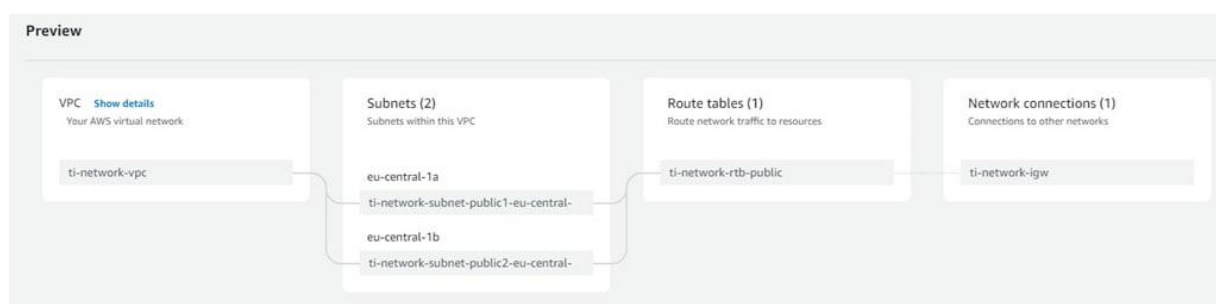 Preview
VPC Show details
Your AWS virtual network
ti-network-vpc
Subnets (2)
Subnets within this VPC
eu-central-1a
ti-network-subnet-public1-eu-central-
eu-central-1b
ti-network-subnet-public2-eu-central-
Route tables (1)
Route network traffic to resources
ti-network-rtb-public
Network connections (1)
Connections to other networks
ti-network-igw